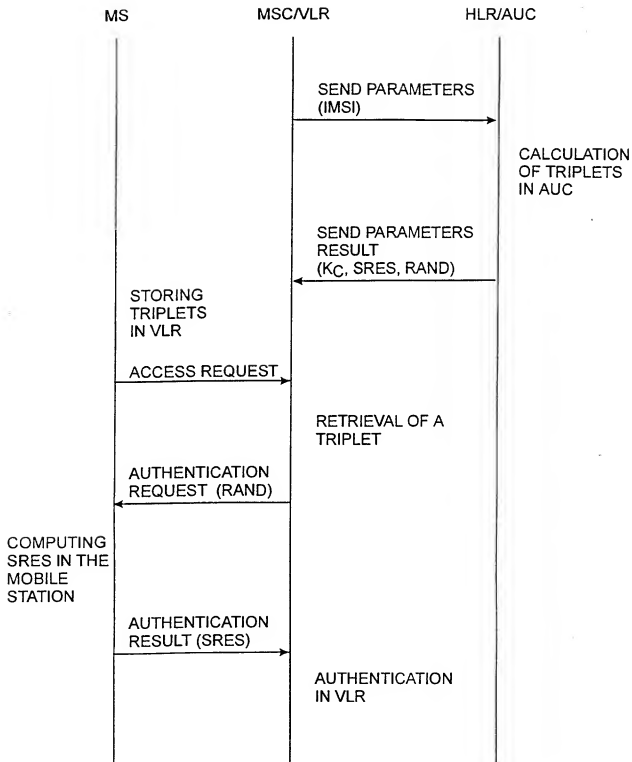 MS MSC/VLR HLR/AUC
SEND PARAMETERS
(IMSI)
CALCULATION
OF TRIPLETS
IN AUC
SEND PARAMETERS
RESULT
(KC, SRES, RAND)
STORING
TRIPLETS
IN VLR
ACCESS REQUEST
RETRIEVAL OF A
TRIPLET
AUTHENTICATION
REQUEST (RAND)
COMPUTING
SRES IN THE
MOBILE
STATION
AUTHENTICATION
RESULT (SRES)
AUTHENTICATION
IN VLR